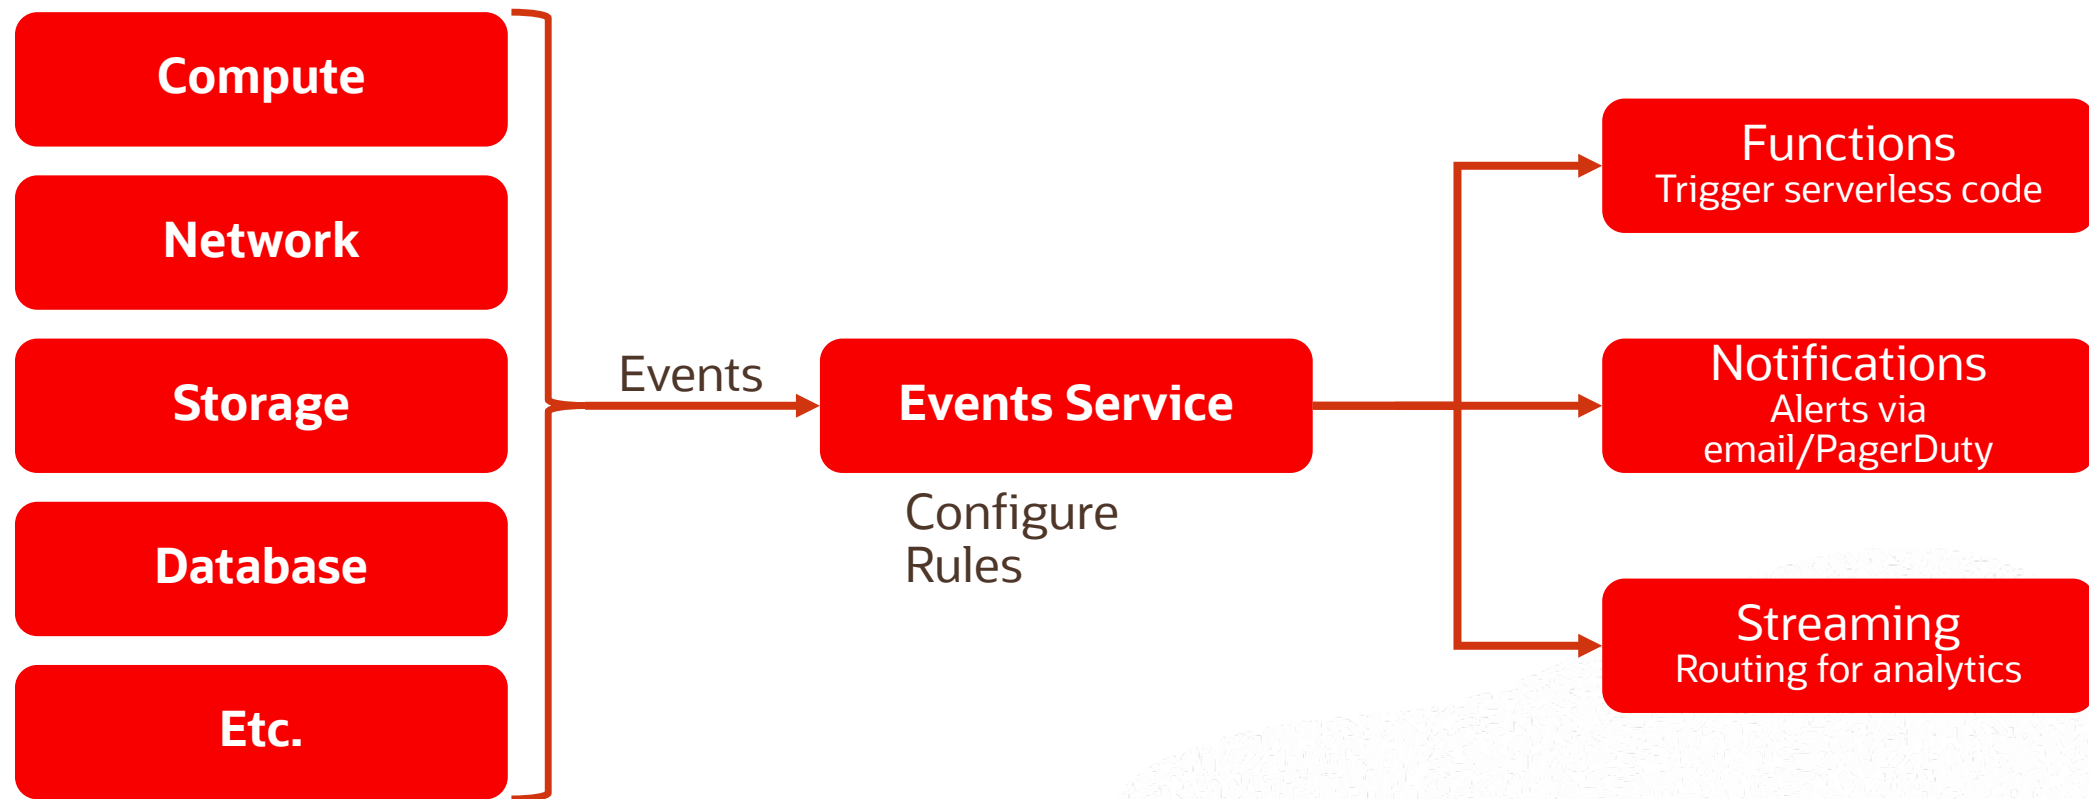 Compute
Network
Storage
Database
Etc.
Events
Events Service
Configure
Rules
Functions
Trigger serverless code
Notifications
Alerts via
email/PagerDuty
Streaming
Routing for analytics